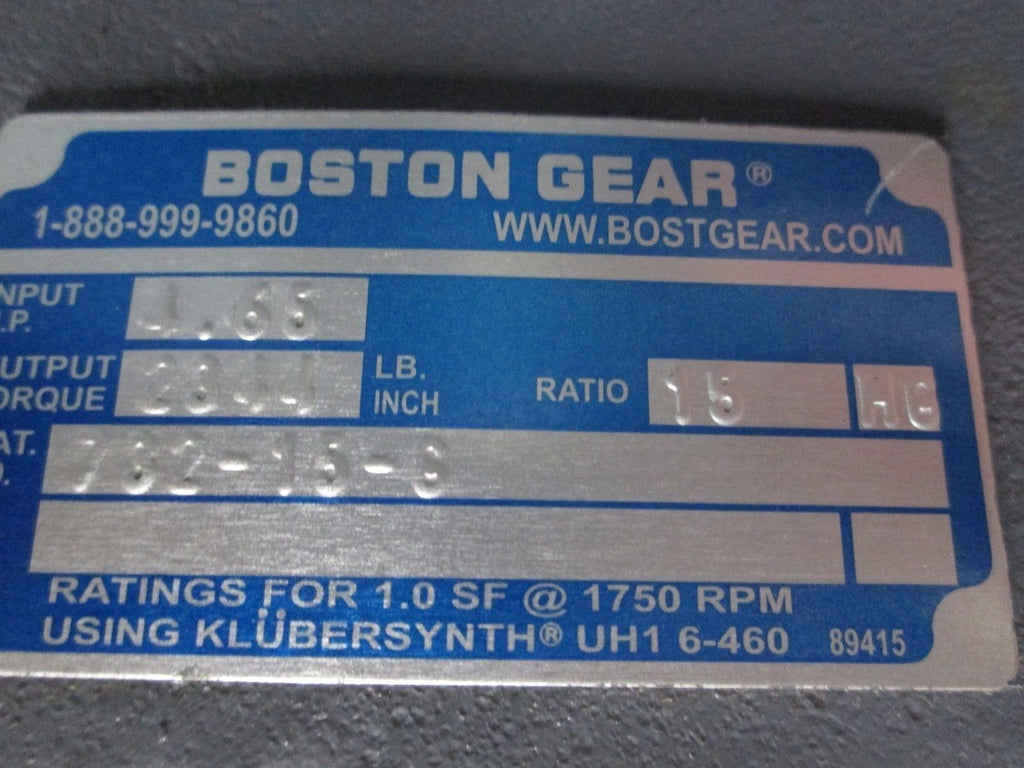 BOSTON GEAR®
1-888-999-9860 WWW.BOSTGEAR.COM
NPUT
.P.
UTPUT LB.
ORQUE INCH RATIO 15
AT.
RATINGS FOR 1.0 SF @ 1750 RPM
USING KLÜBERSYNTH® UH1 6-460 89415